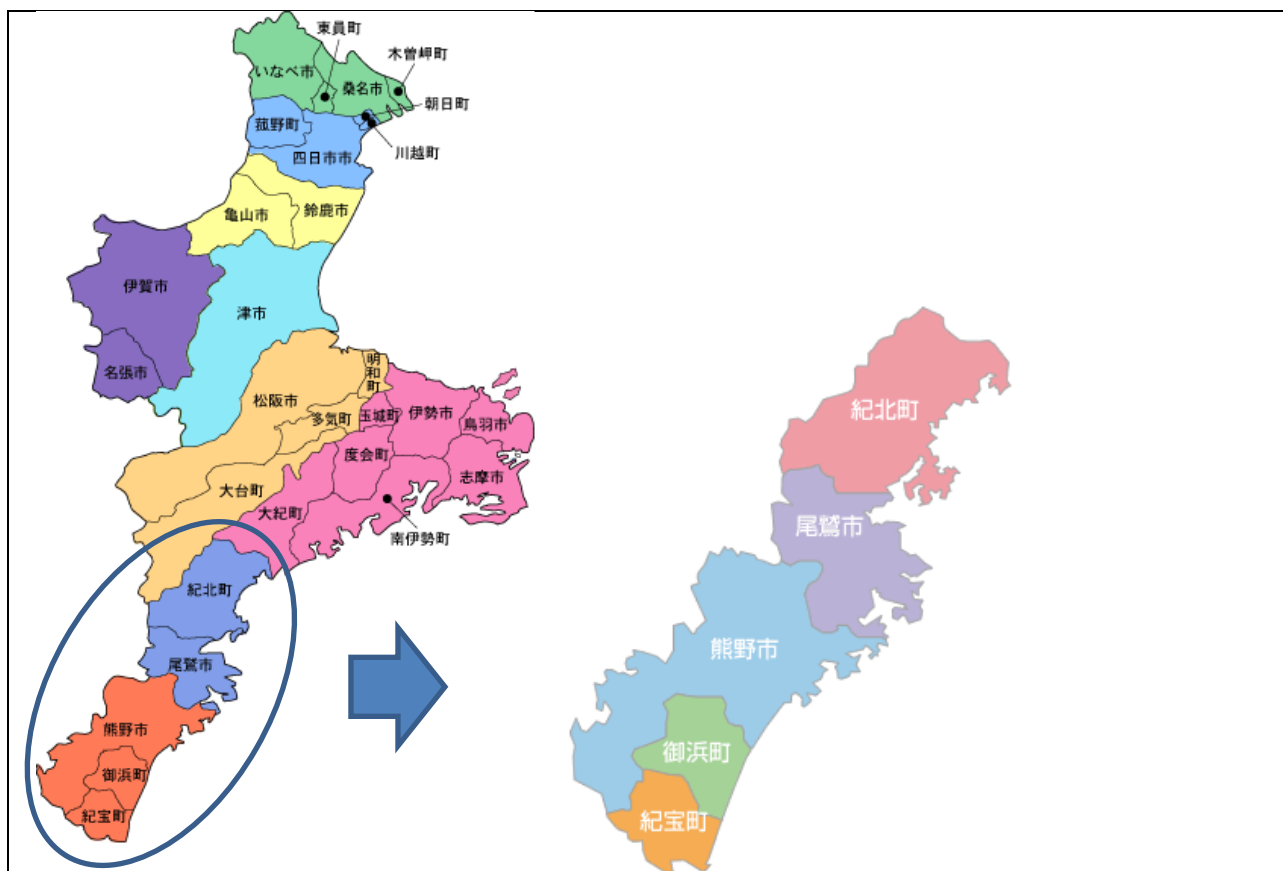 東員町
木曽岬町
いなべ市
桑名市
朝日町
菰野町
川越町
四日市市
亀山市
鈴鹿市
伊賀市
津市
名張市
明和町
松阪市
多気町
玉城町
伊勢市
鳥羽市
度会町
志摩市
大台町
大紀町
南伊勢町
紀北町
尾鷲市
熊野市
御浜町
紀宝町
紀北町
尾鷲市
熊野市
御浜町
紀宝町